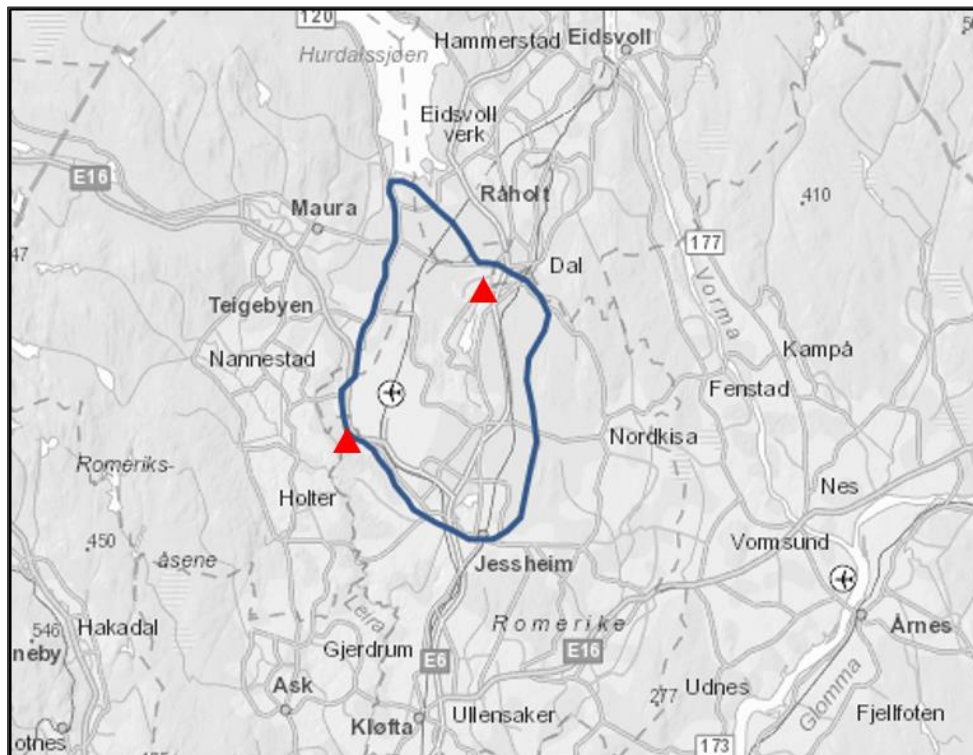 120
Hurdalssjøen
Hammerstad
Eidsvoll
Eidsvoll
verk
E16
Råholt
410
Maura
177
47
Dal
Vorma
Teigebyen
Kampå
Nannestad
Fenstad
Nordkisa
Romeriks-
Nes
Holter
450
Vormsund
åsene
Jessheim
Leira
546
Hakadal
Romerike
Årnes
neby
Gjerdrum
E6
E16
Ask
277
Udnes
Glomma
Kløfta
Ullensaker
Fjellfoten
otnes
173